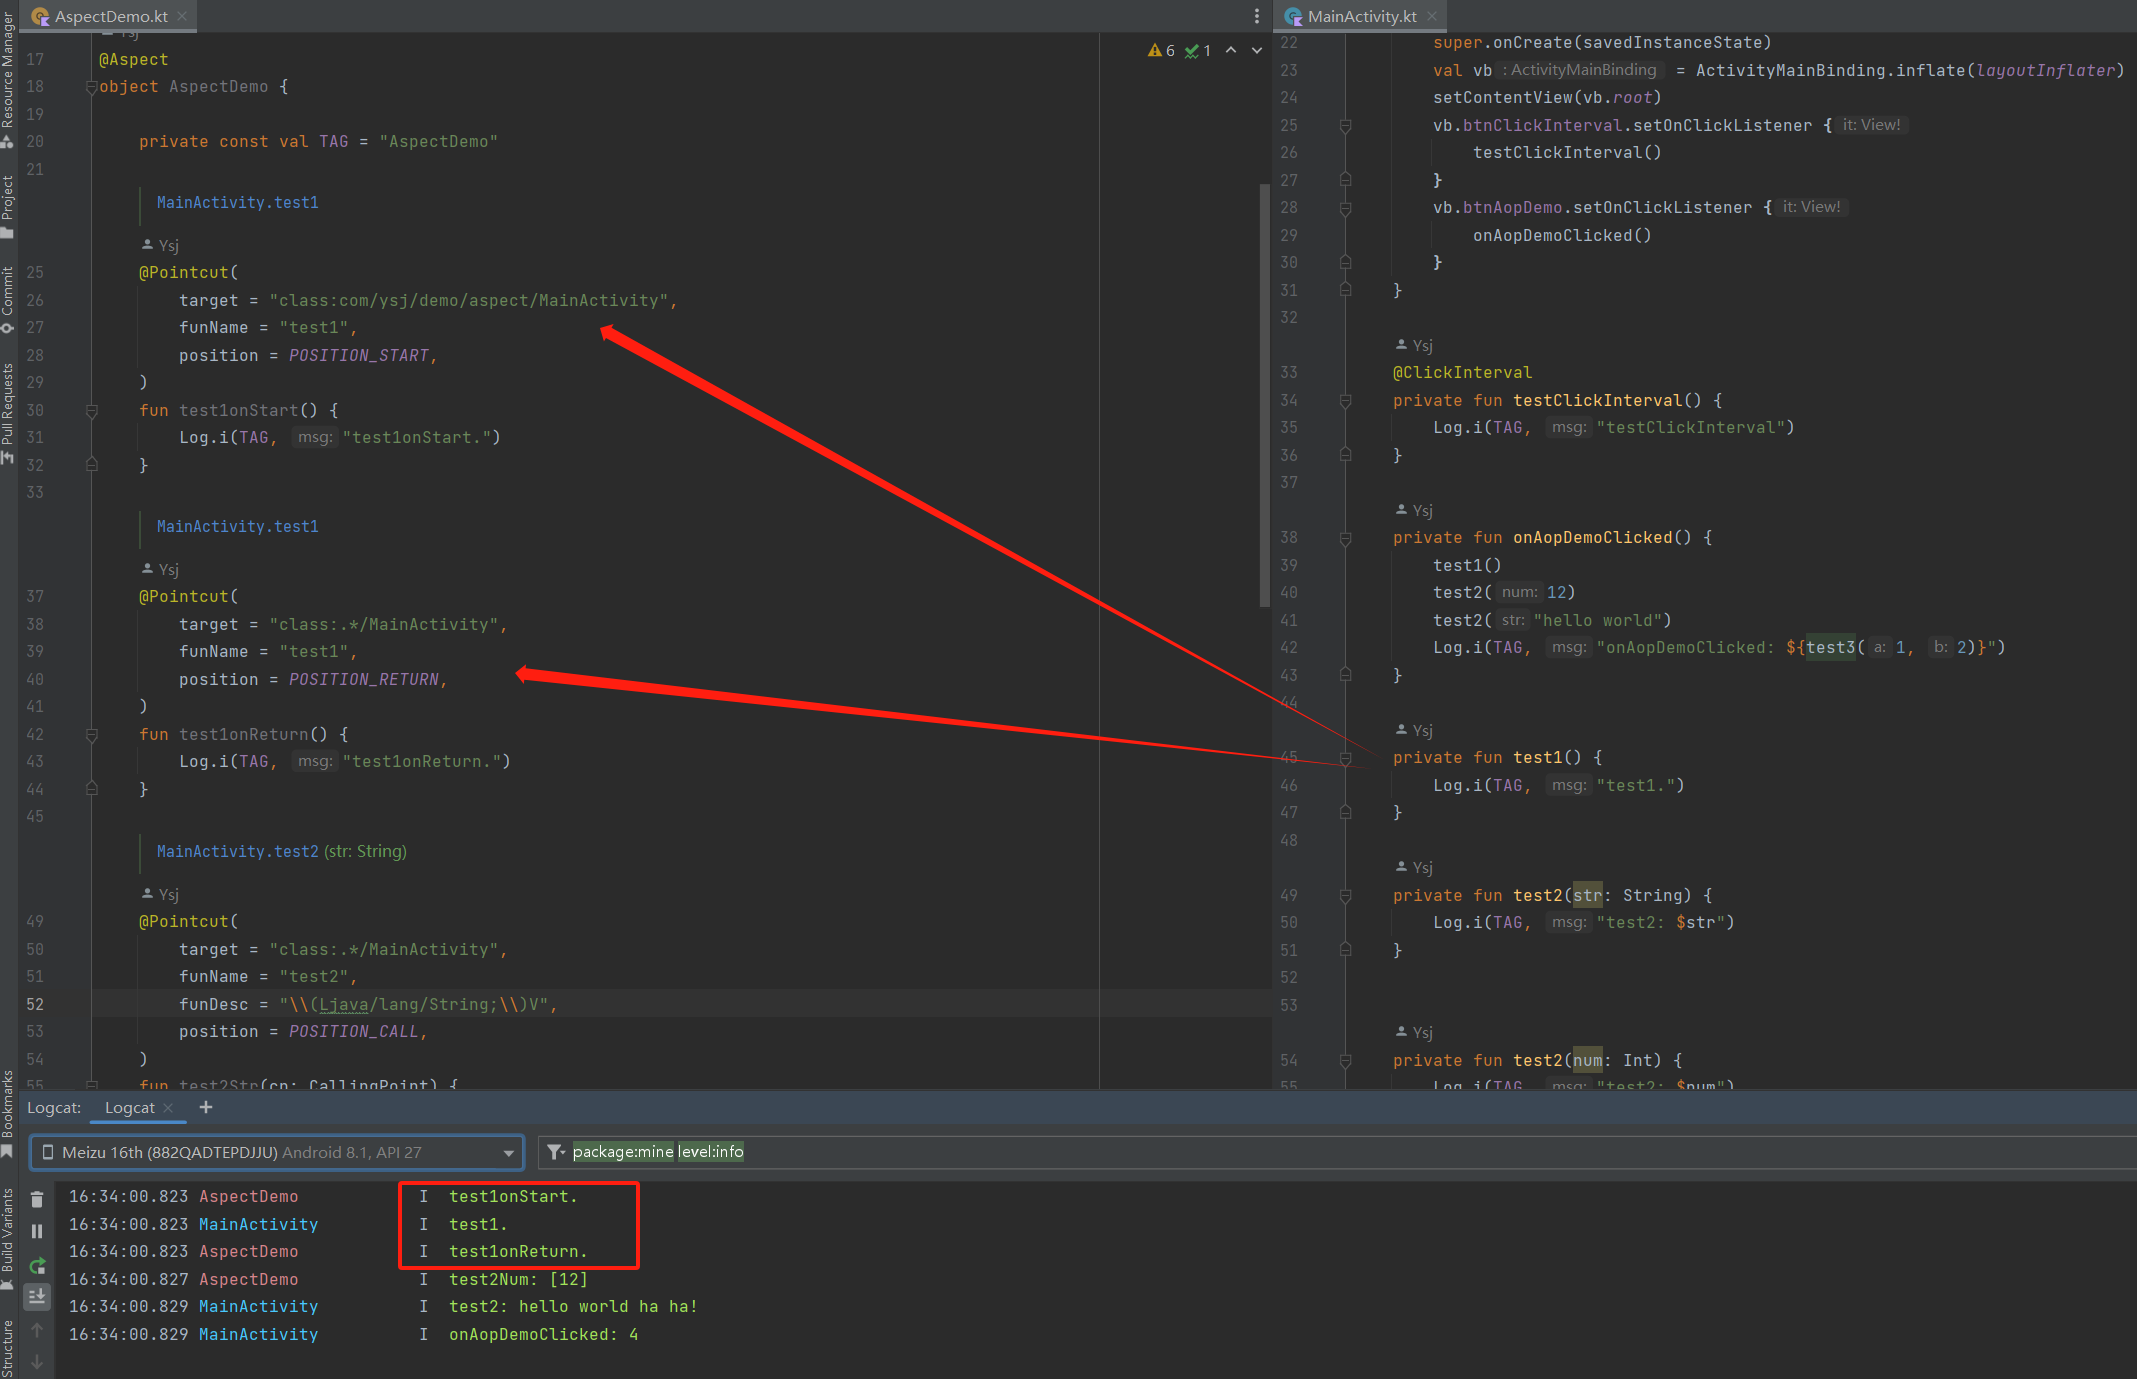 AspectDemo.kt
MainActivity.kt
Resource Manager
Project
Commit
Pull Requests
Bookmarks
Build Variants
Structure
6 1
Ysj
17 @Aspect
18 object AspectDemo {
19
20 private const val TAG = "AspectDemo"
21
MainActivity.test1
Ysj
25 @Pointcut(
26 target = "class:com/ysj/demo/aspect/MainActivity",
27 funName = "test1",
28 position = POSITION_START,
29 )
30 fun test1onStart() {
31 Log.i(TAG, msg: "test1onStart.")
32 }
33
MainActivity.test1
Ysj
37 @Pointcut(
38 target = "class:.*/MainActivity",
39 funName = "test1",
40 position = POSITION_RETURN,
41 )
42 fun test1onReturn() {
43 Log.i(TAG, msg: "test1onReturn.")
44 }
45
MainActivity.test2 (str: String)
Ysj
49 @Pointcut(
50 target = "class:.*/MainActivity",
51 funName = "test2",
52 funDesc = "\\(Ljava/lang/String;\\)V",
53 position = POSITION_CALL,
54 )
55 fun test2Str(cp: CallingPoint) {
22 super.onCreate(savedInstanceState)
23 val vb : ActivityMainBinding = ActivityMainBinding.inflate(layoutInflater)
24 setContentView(vb.root)
25 vb.btnClickInterval.setOnClickListener { it: View!
26 testClickInterval()
27 }
28 vb.btnAopDemo.setOnClickListener { it: View!
29 onAopDemoClicked()
30 }
31 }
32
Ysj
33 @ClickInterval
34 private fun testClickInterval() {
35 Log.i(TAG, msg: "testClickInterval")
36 }
37
Ysj
38 private fun onAopDemoClicked() {
39 test1()
40 test2( num: 12)
41 test2( str: "hello world")
42 Log.i(TAG, msg: "onAopDemoClicked: ${test3( a: 1, b: 2)}")
43 }
44
Ysj
45 private fun test1() {
46 Log.i(TAG, msg: "test1.")
47 }
48
Ysj
49 private fun test2(str: String) {
50 Log.i(TAG, msg: "test2: $str")
51 }
52
53
Ysj
54 private fun test2(num: Int) {
55 Log.i(TAG, msg: "test2: $num")
Logcat: Logcat
Meizu 16th (882QADTEPDJJU) Android 8.1, API 27
package:mine level:info
16:34:00.823 AspectDemo I test1onStart.
16:34:00.823 MainActivity I test1.
16:34:00.823 AspectDemo I test1onReturn.
16:34:00.827 AspectDemo I test2Num: [12]
16:34:00.829 MainActivity I test2: hello world ha ha!
16:34:00.829 MainActivity I onAopDemoClicked: 4